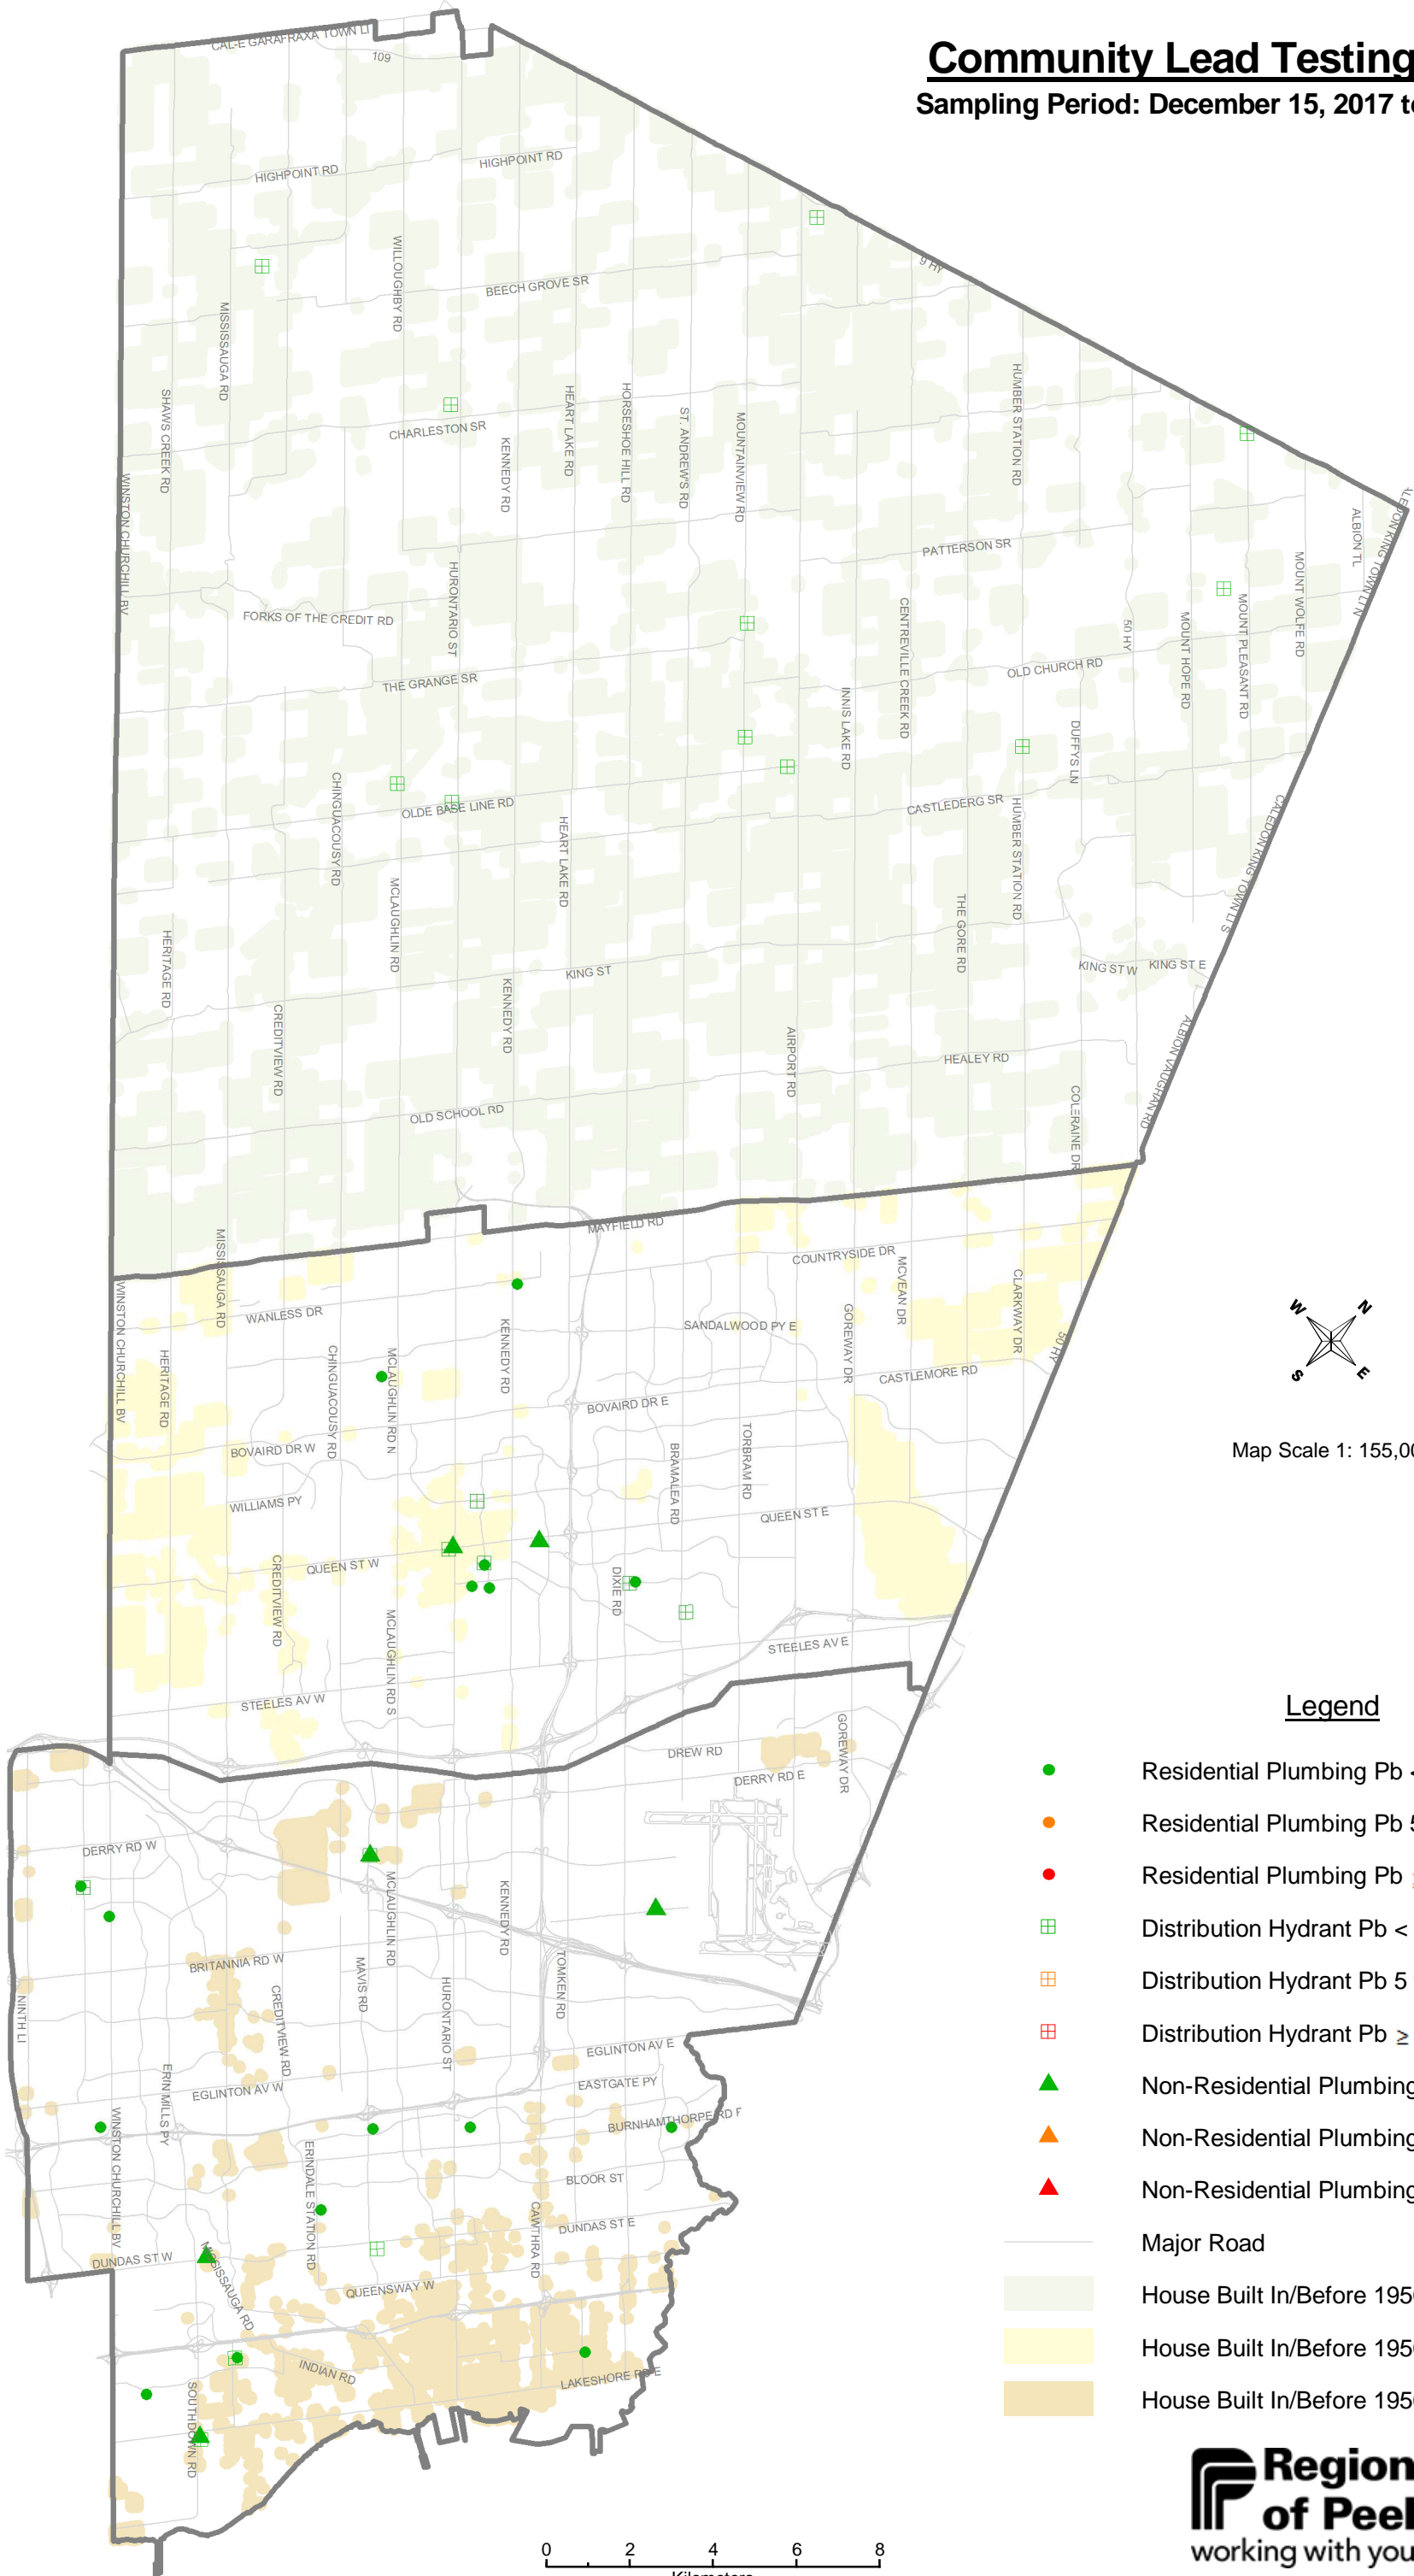 Community Lead Testing
Sampling Period: December 15, 2017 to
CAL-E GARAFRAXA TOWN LI
109
HIGHPOINT RD
HIGHPOINT RD
WILLOUGHBY RD
9 HY
BEECH GROVE SR
MISSISSAUGA RD
SHAWS CREEK RD
CHARLESTON SR
KENNEDY RD
HEART LAKE RD
HORSESHOE HILL RD
ST. ANDREW'S RD
MOUNTAINVIEW RD
HUMBER STATION RD
WINSTON CHURCHILL BV
ALBION TL
PATTERSON SR
MOUNT WOLFE RD
HURONTARIO ST
FORKS OF THE CREDIT RD
CENTREVILLE CREEK RD
50 HY
MOUNT HOPE RD
MOUNT PLEASANT RD
OLD CHURCH RD
THE GRANGE SR
INNIS LAKE RD
DUFFYS LN
CHINGUACOUSY RD
OLDE BASE LINE RD
CASTLEDERG SR
HUMBER STATION RD
CALEDON KING TOWN LI S
HEART LAKE RD
MCLAUGHLIN RD
THE GORE RD
HERITAGE RD
KING ST
KING ST W
KING ST E
KENNEDY RD
CREDITVIEW RD
AIRPORT RD
ALBION VAUGHAN RD
HEALEY RD
OLD SCHOOL RD
COLERAINE DR
MAYFIELD RD
MISSISSAUGA RD
COUNTRYSIDE DR
MCVEAN DR
CLARKWAY DR
WINSTON CHURCHILL BV
WANLESS DR
SANDALWOOD PY E
GOREWAY DR
50 HY
W
N
S
E
HERITAGE RD
CHINGUACOUSY RD
MCLAUGHLIN RD N
KENNEDY RD
CASTLEMORE RD
BOVAIRD DR E
BOVAIRD DR W
BRAMALEA RD
TORBRAM RD
Map Scale 1: 155,00
WILLIAMS PY
QUEEN ST E
QUEEN ST W
CREDITVIEW RD
DIXIE RD
MCLAUGHLIN RD S
STEELES AV E
STEELES AV W
Legend
DREW RD
GOREWAY DR
DERRY RD E
Residential Plumbing Pb <
Residential Plumbing Pb 5
Residential Plumbing Pb
Distribution Hydrant Pb <
Distribution Hydrant Pb 5
Distribution Hydrant Pb ≥
Non-Residential Plumbing
Non-Residential Plumbing
Non-Residential Plumbing
Major Road
House Built In/Before 195
House Built In/Before 195
House Built In/Before 195
DERRY RD W
MCLAUGHLIN RD
KENNEDY RD
BRITANNIA RD W
MAVIS RD
TOMKEN RD
NINTH LI
CREDITVIEW RD
HURONTARIO ST
EGLINTON AV E
ERIN MILLS PY
EGLINTON AV W
EASTGATE PY
WINSTON CHURCHILL BV
BURNHAMTHORPE RD
ERINDALE STATION RD
BLOOR ST
CAWTHRA RD
DUNDAS ST E
DUNDAS ST W
MISSISSAUGA RD
QUEENSWAY W
INDIAN RD
LAKESHORE RD E
SOUTHDOWN RD
Region
of Peel
working with you
0 2 4 6 8